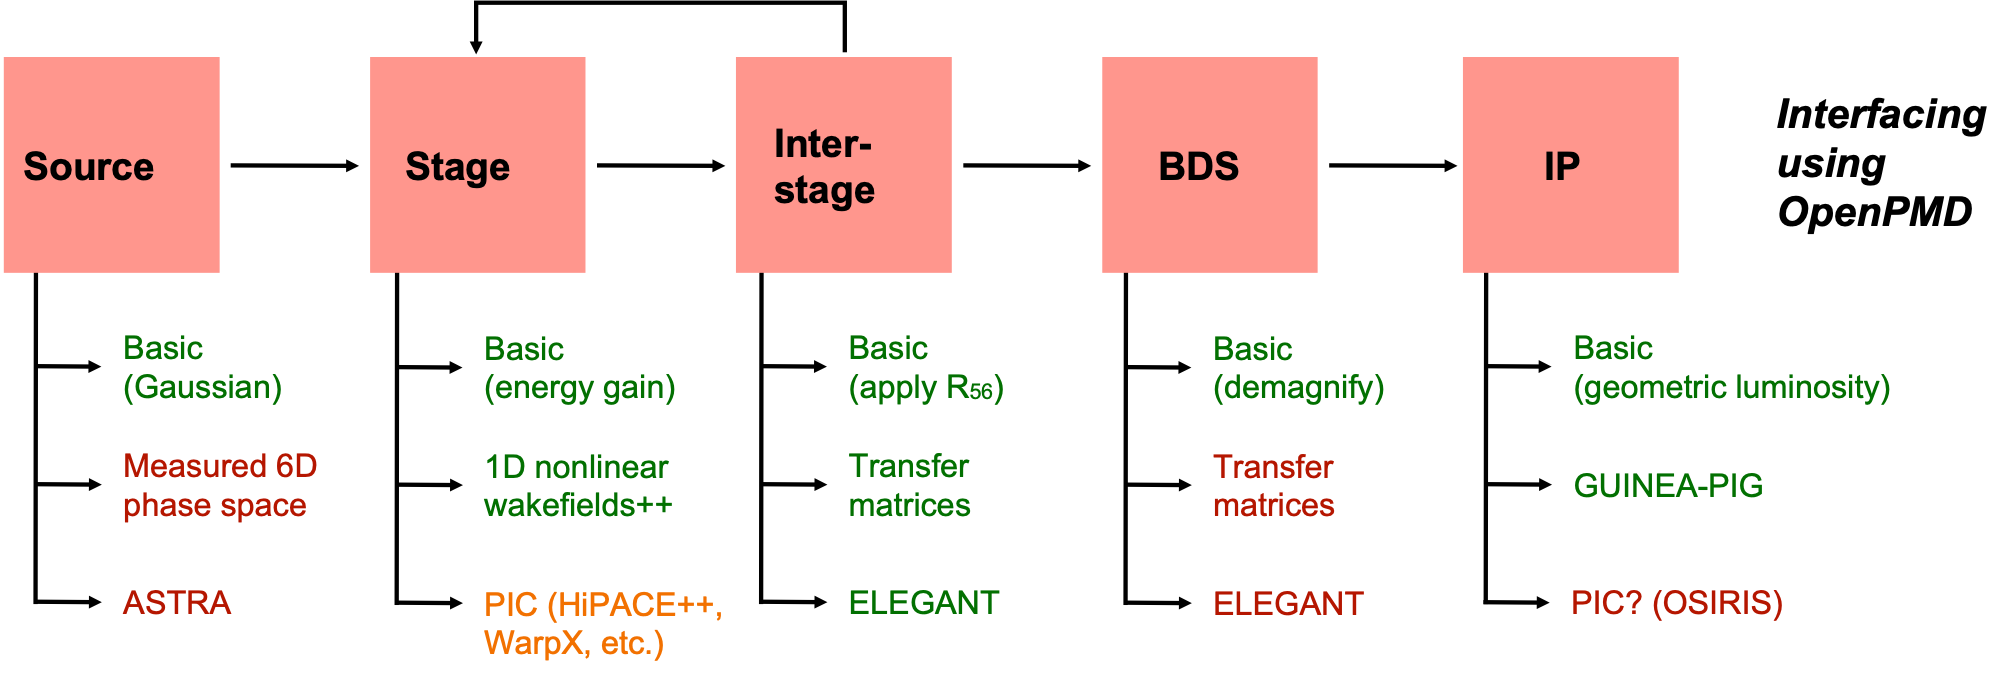 Source
Stage
Inter-
stage
BDS
IP
Interfacing
using
OpenPMD
Basic
(Gaussian)
Measured 6D
phase space
ASTRA
Basic
(energy gain)
1D nonlinear
wakefields++
PIC (HiPACE++,
WarpX, etc.)
Basic
(apply R56)
Transfer
matrices
ELEGANT
Basic
(demagnify)
Transfer
matrices
ELEGANT
Basic
(geometric luminosity)
GUINEA-PIG
PIC? (OSIRIS)